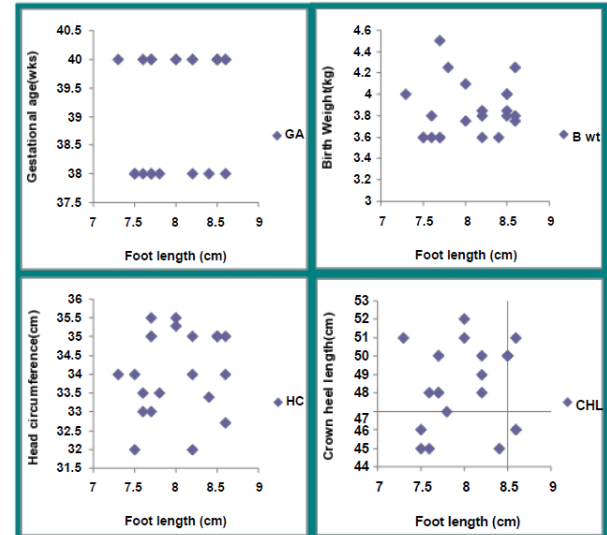 Gestational age(wks)
40.5
40
39.5
39
38.5
38
37.5
7 7.5 8 8.5 9
Foot length (cm)
GA
Birth Weight(kg)
4.6
4.4
4.2
4
3.8
3.6
3.4
3.2
3
7 7.5 8 8.5 9
Foot length (cm)
B wt
Head circumference(cm)
36
35.5
35
34.5
34
33.5
33
32.5
32
31.5
7 7.5 8 8.5 9
Foot length (cm)
HC
Crown heel length(cm)
53
52
51
50
49
48
47
46
45
44
7 7.5 8 8.5 9
Foot length (cm)
CHL